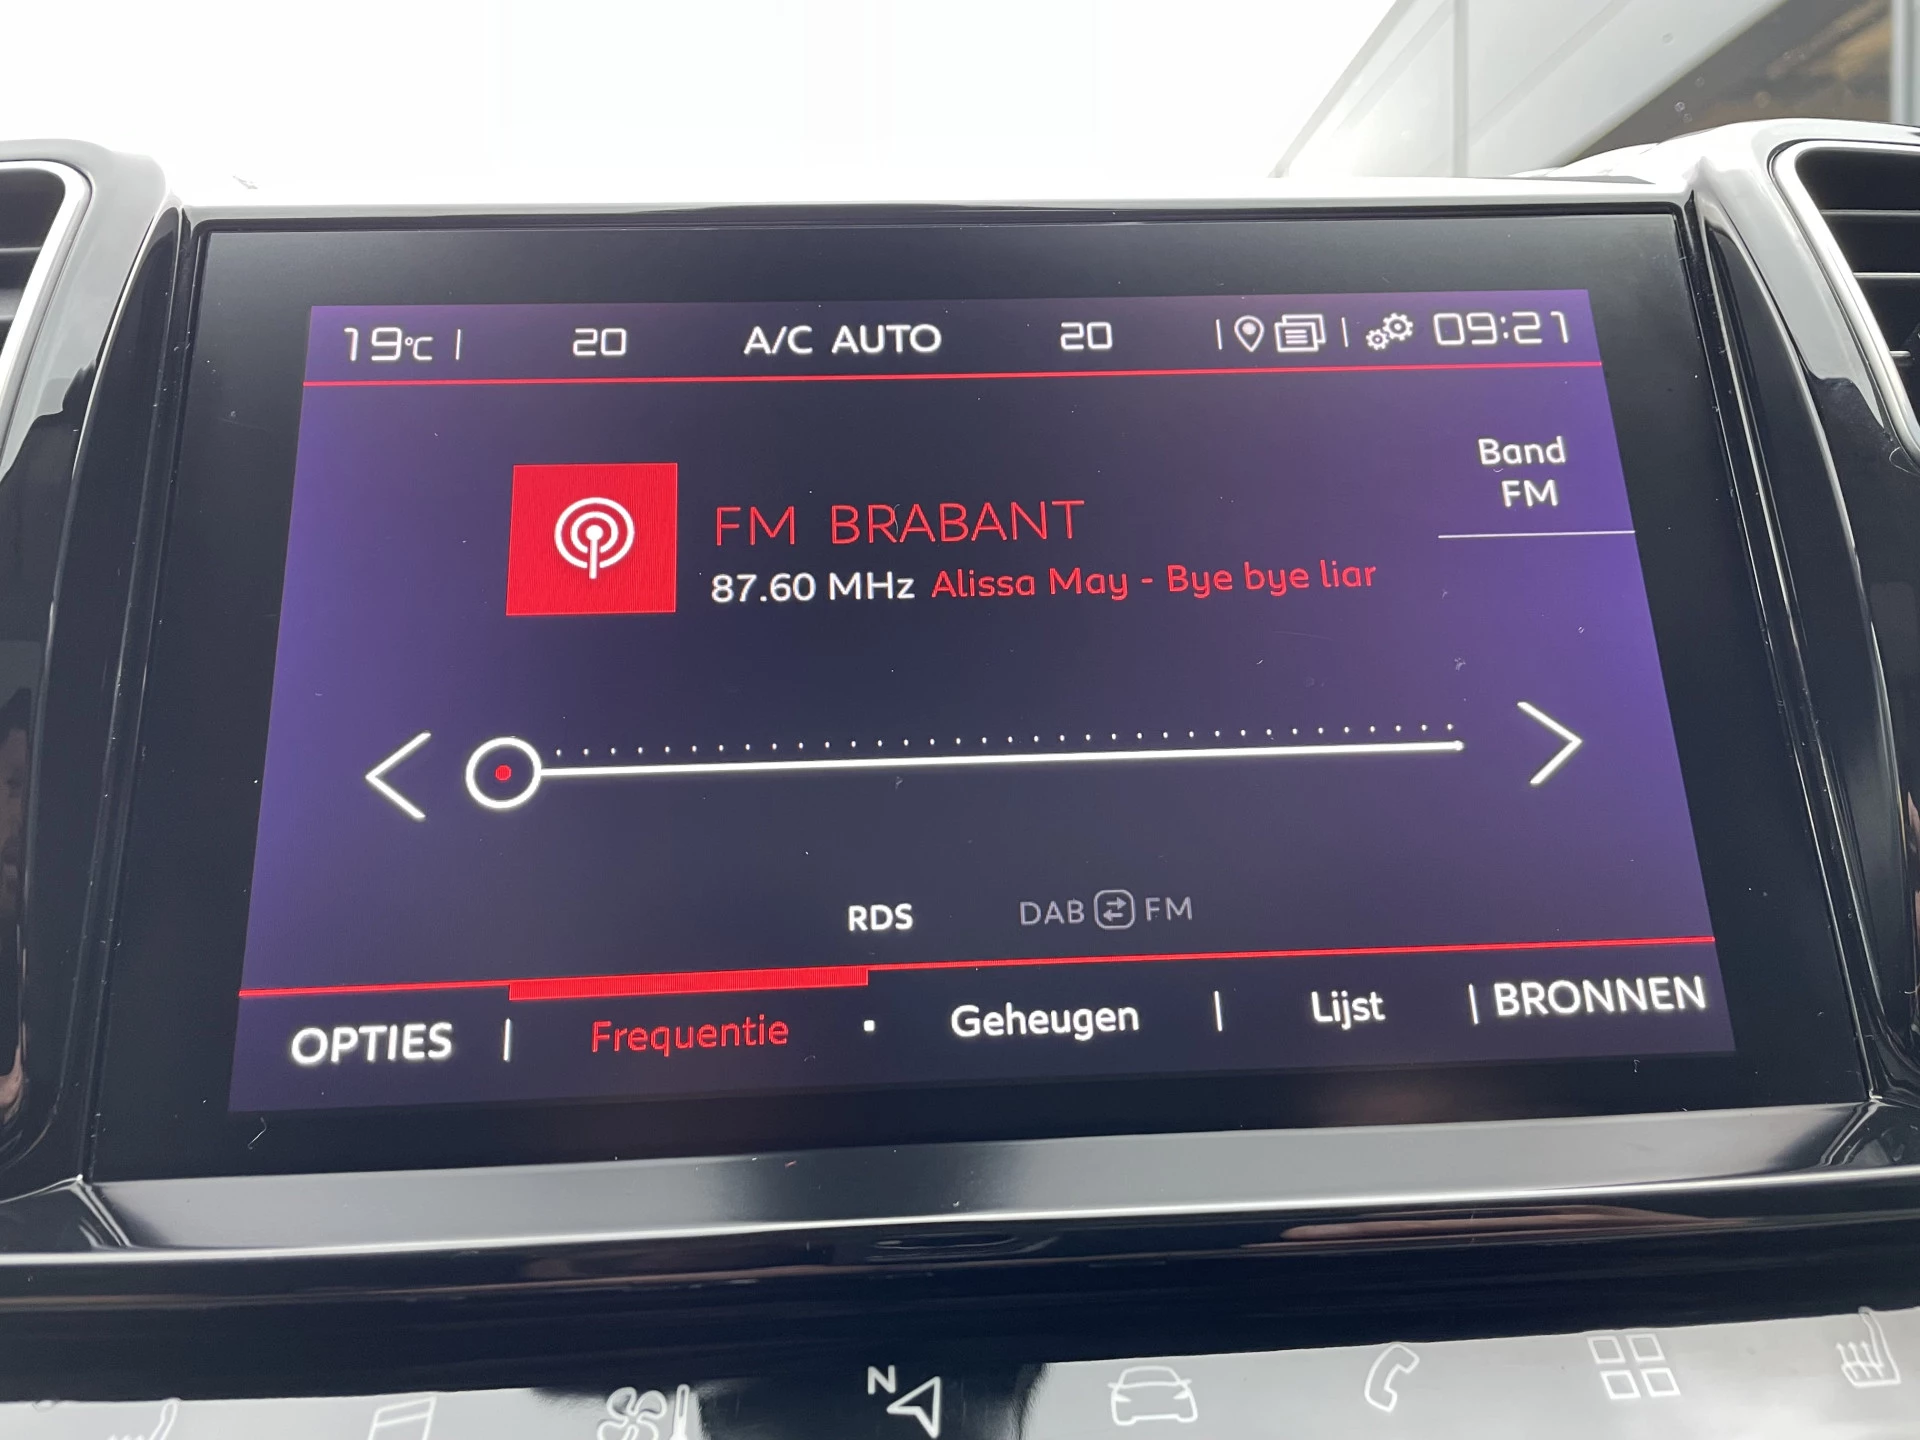 19°C | 20 A/C AUTO 20 | | 09:21
Band
FM
FM BRABANT
87.60 MHz Alissa May - Bye bye liar
RDS DAB FM
OPTIES | Frequentie · Geheugen | Lijst | BRONNEN
N